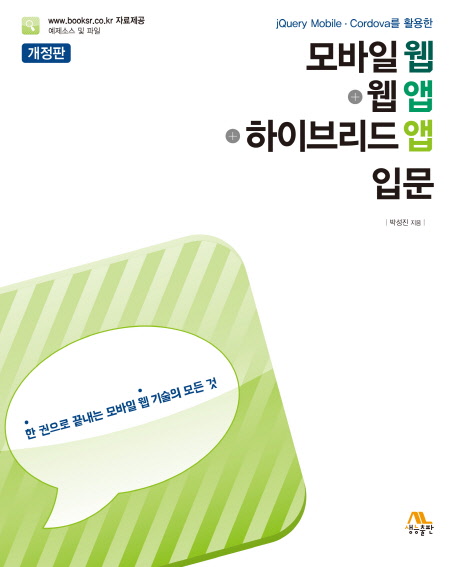 www.booksr.co.kr 자료제공
예제소스 및 파일
개정판
jQuery Mobile · Cordova를 활용한
모바일 웹
+ 웹 앱
+ 하이브리드 앱
입문
| 박성진 지음 |
한 권으로 끝내는 모바일 웹 기술의 모든 것
생능출판